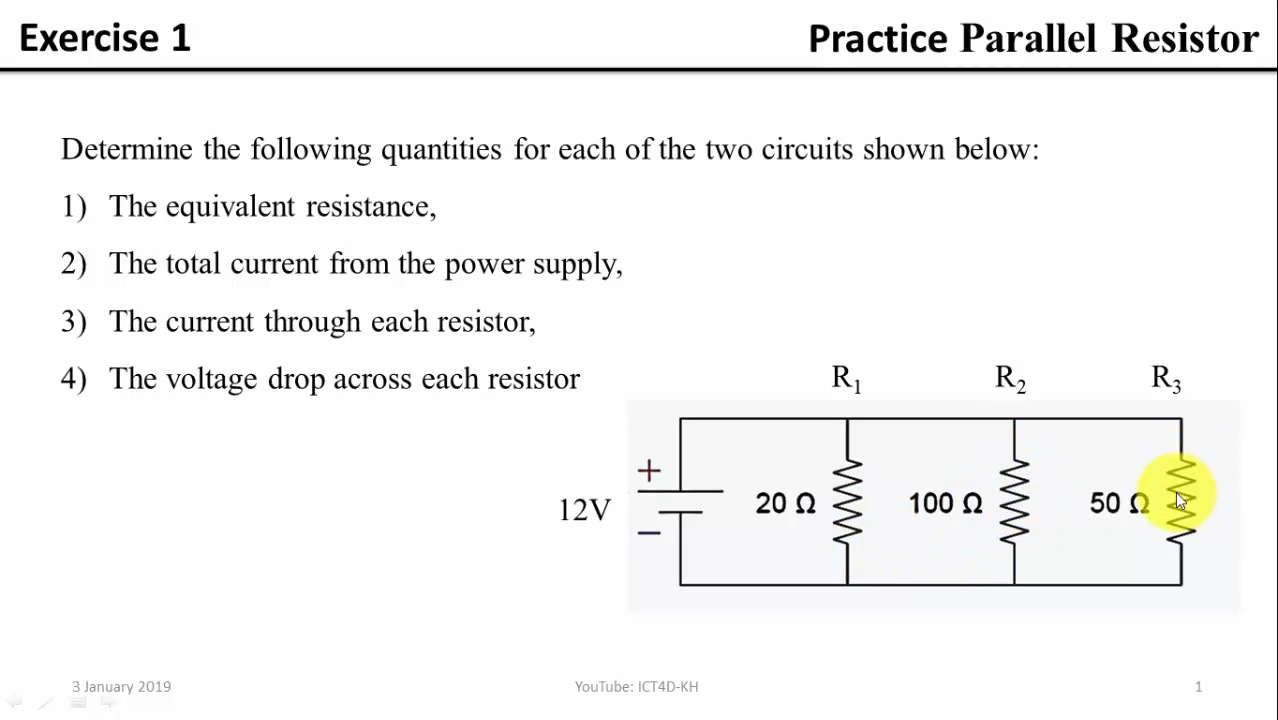 Exercise 1
Practice Parallel Resistor
Determine the following quantities for each of the two circuits shown below:
1) The equivalent resistance,
2) The total current from the power supply,
3) The current through each resistor,
4) The voltage drop across each resistor
R₁ R₂ R₃
+
12V 20 Ω 100 Ω 50 Ω
−
3 January 2019 YouTube: ICT4D-KH 1